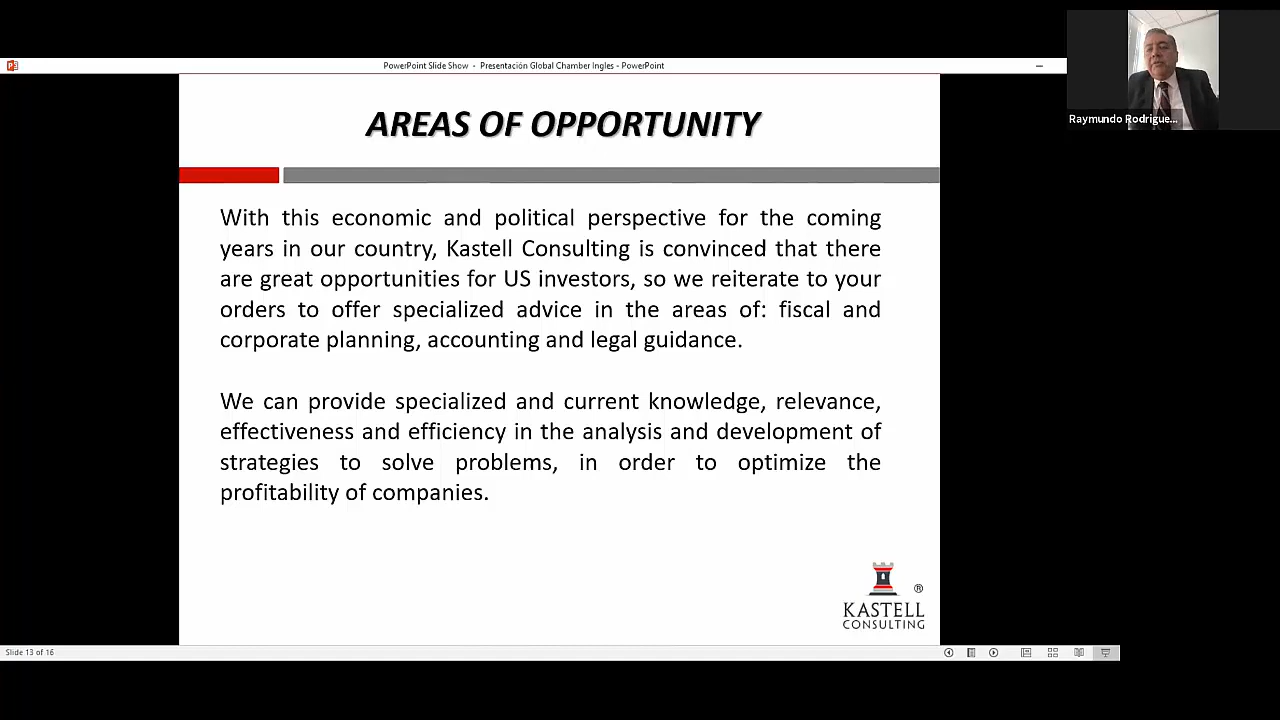 PowerPoint Slide Show - Presentación Global Chamber Ingles - PowerPoint
Raymundo Rodrigue...
AREAS OF OPPORTUNITY
With this economic and political perspective for the coming
years in our country, Kastell Consulting is convinced that there
are great opportunities for US investors, so we reiterate to your
orders to offer specialized advice in the areas of: fiscal and
corporate planning, accounting and legal guidance.
We can provide specialized and current knowledge, relevance,
effectiveness and efficiency in the analysis and development of
strategies to solve problems, in order to optimize the
profitability of companies.
®
KASTELL
CONSULTING
Slide 13 of 16